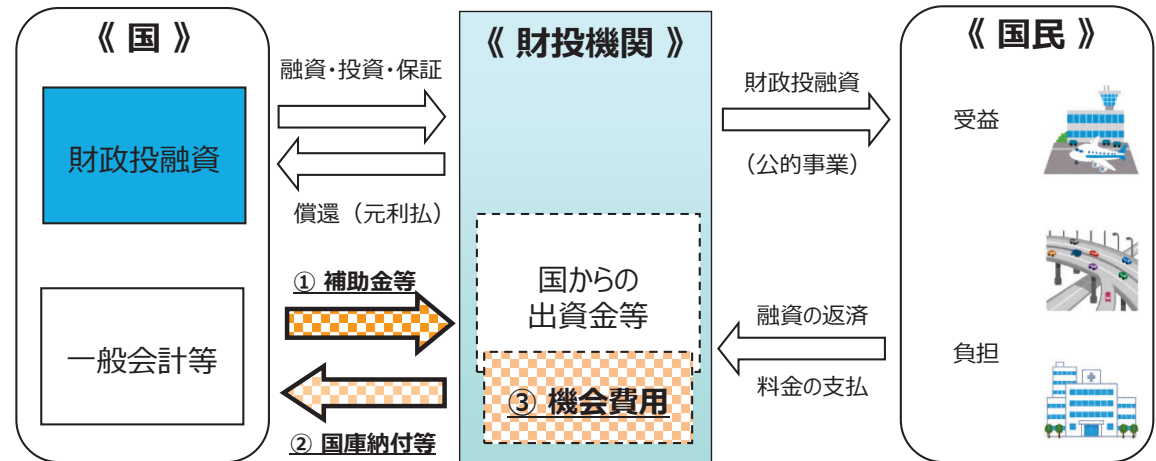 《 国 》
財政投融資
一般会計等
融資・投資・保証
償還（元利払）
① 補助金等
② 国庫納付等
《 財投機関 》
国からの
出資金等
③ 機会費用
財政投融資
（公的事業）
融資の返済
料金の支払
《 国民 》
受益
負担